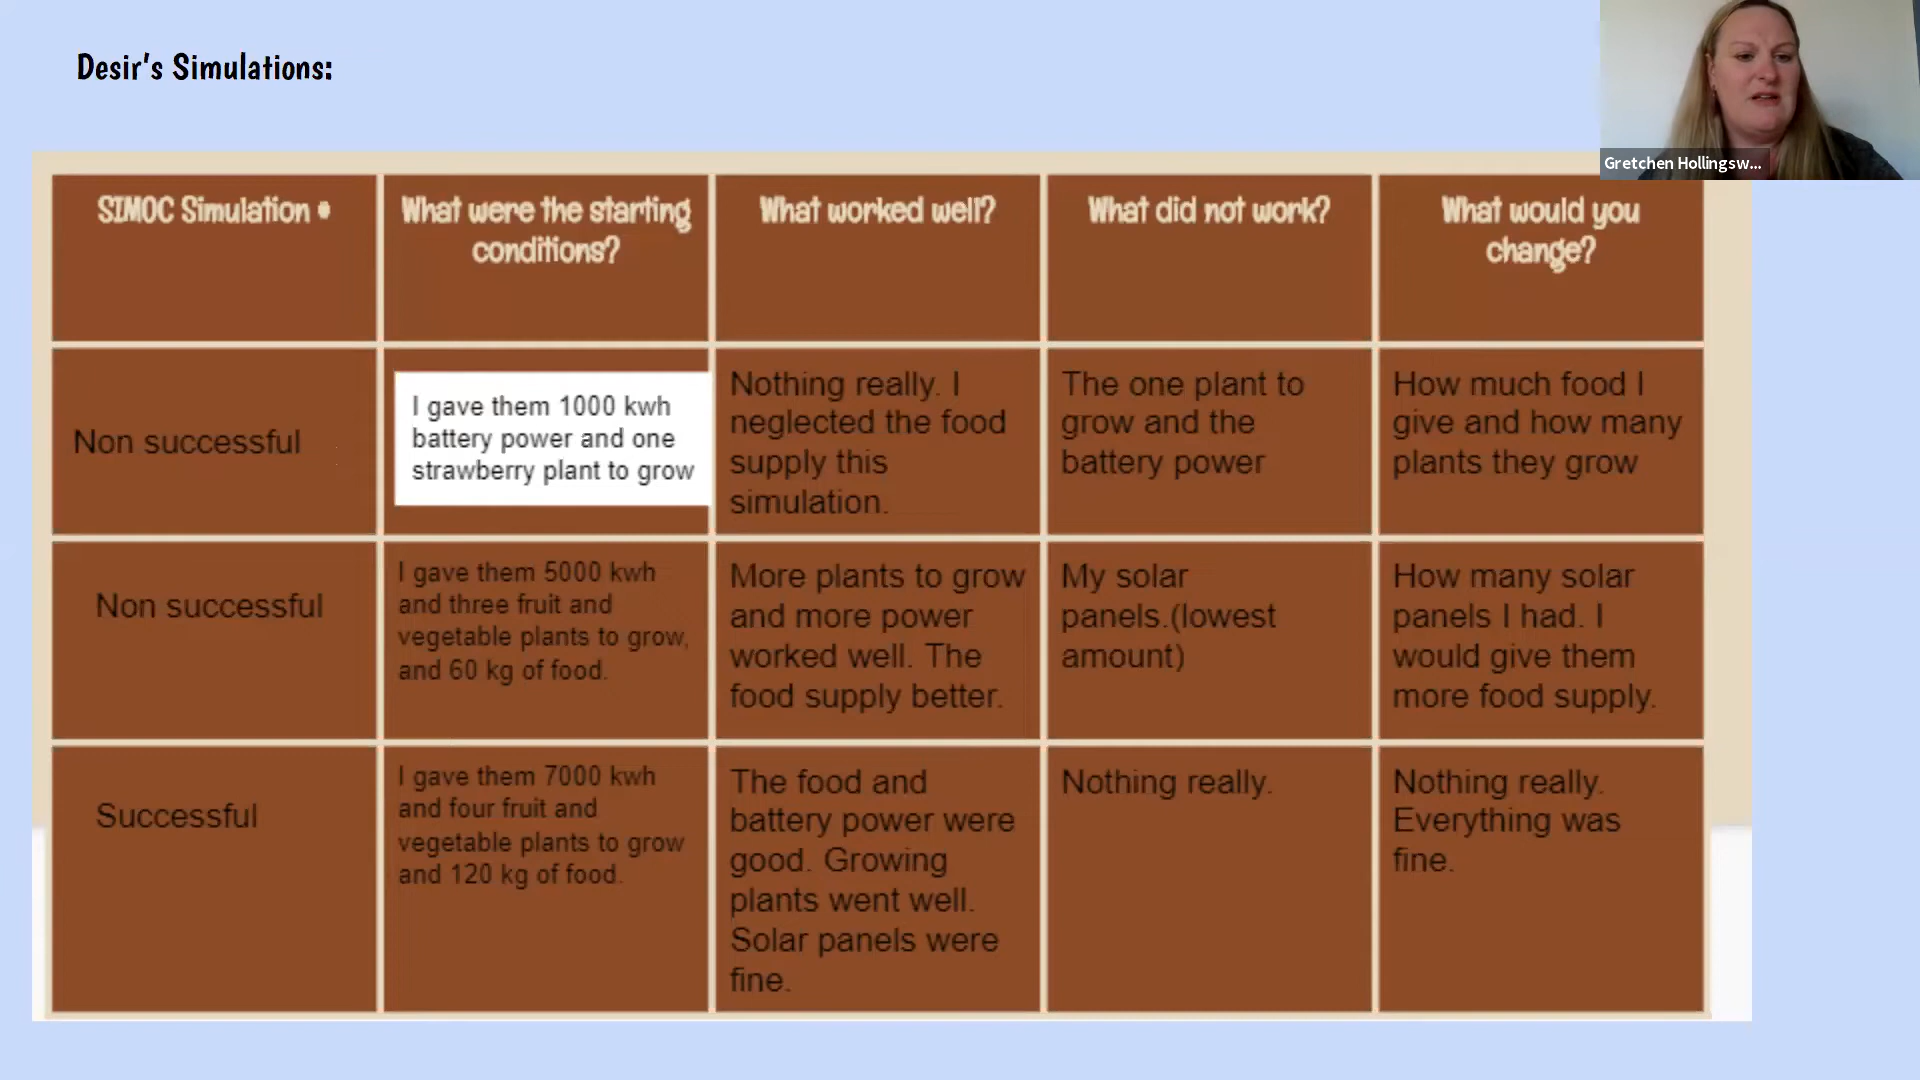 Desir's Simulations:
Gretchen Hollingsw...
SIMOC Simulation #
What were the starting
conditions?
What worked well?
What did not work?
What would you
change?
Non successful
I gave them 1000 kwh
battery power and one
strawberry plant to grow
Nothing really. I
neglected the food
supply this
simulation.
The one plant to
grow and the
battery power
How much food I
give and how many
plants they grow
Non successful
I gave them 5000 kwh
and three fruit and
vegetable plants to grow,
and 60 kg of food.
More plants to grow
and more power
worked well. The
food supply better.
My solar
panels.(lowest
amount)
How many solar
panels I had. I
would give them
more food supply.
Successful
I gave them 7000 kwh
and four fruit and
vegetable plants to grow
and 120 kg of food.
The food and
battery power were
good. Growing
plants went well.
Solar panels were
fine.
Nothing really.
Nothing really.
Everything was
fine.